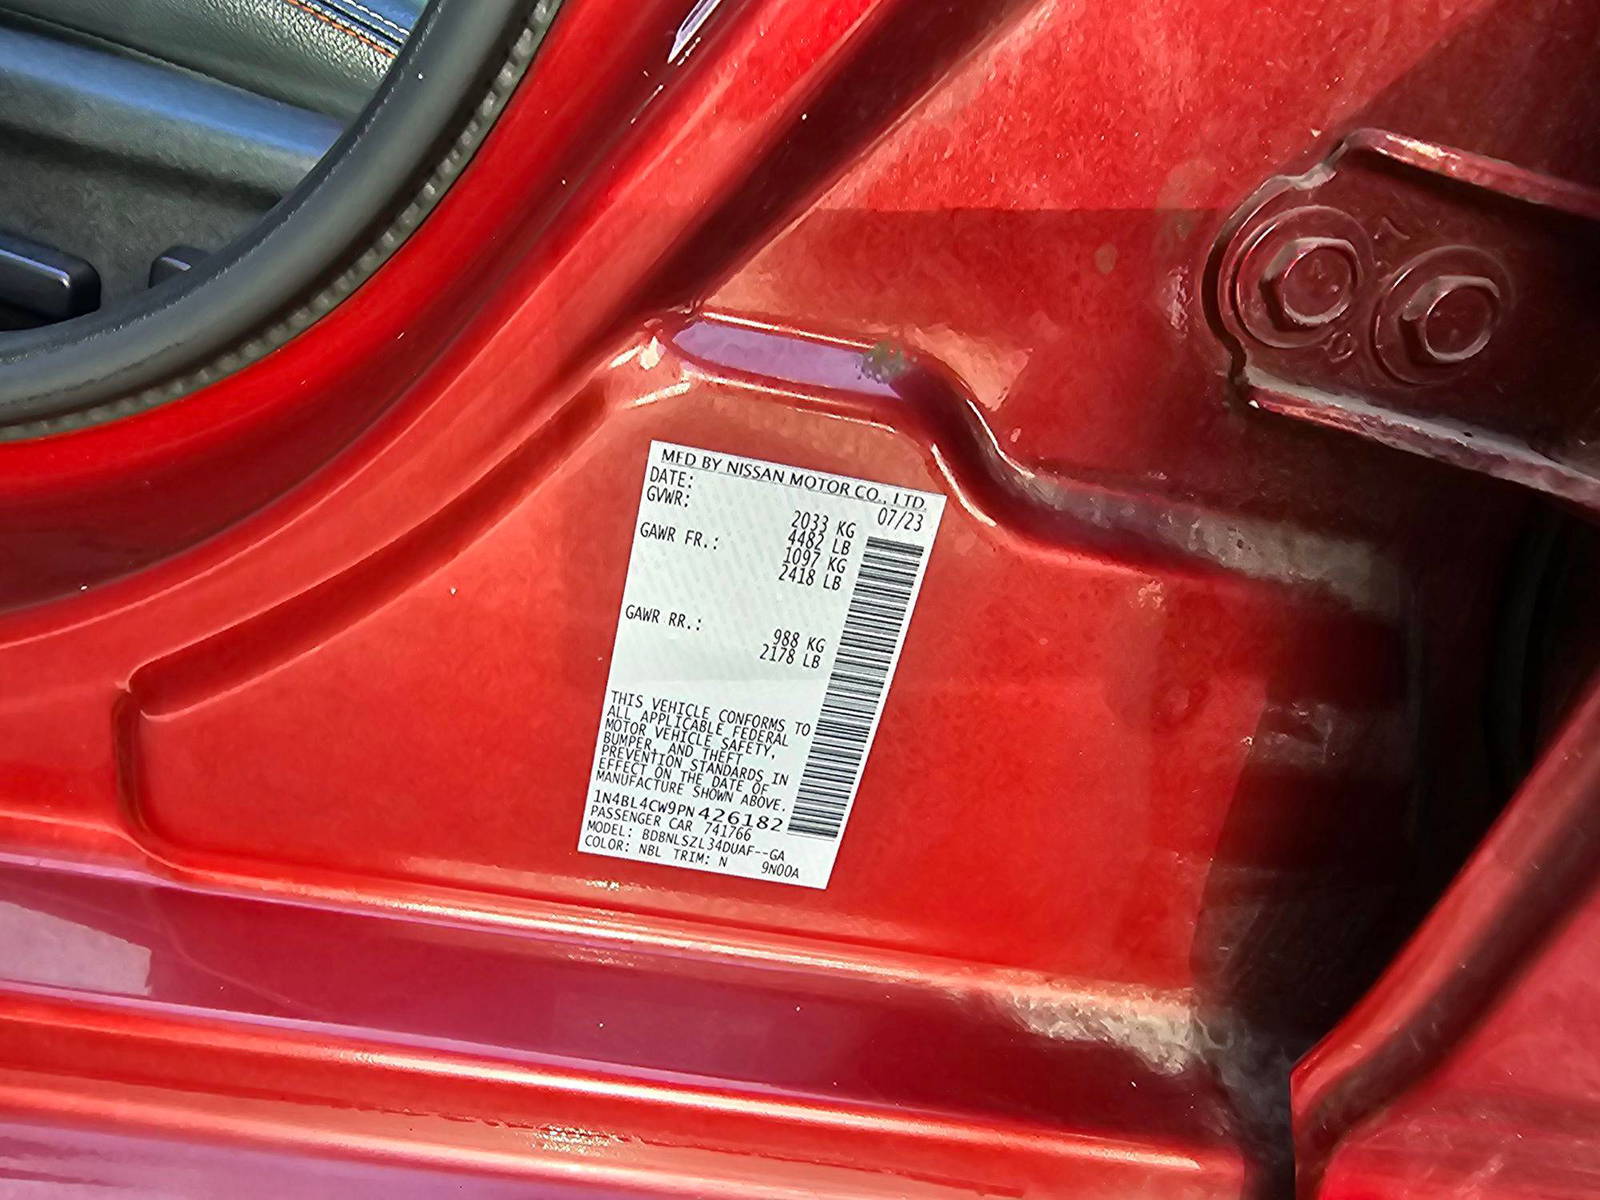 MFD BY NISSAN MOTOR CO., LTD.
DATE: 07/23
GVWR: 2033 KG
4482 LB
GAWR FR.: 1097 KG
2418 LB
GAWR RR.: 988 KG
2178 LB
THIS VEHICLE CONFORMS TO
ALL APPLICABLE FEDERAL
MOTOR VEHICLE SAFETY,
BUMPER, AND THEFT
PREVENTION STANDARDS IN
EFFECT ON THE DATE OF
MANUFACTURE SHOWN ABOVE.
1N4BL4CW9PN426182
PASSENGER CAR 741766
MODEL: BDBNLSZL34DUAF--GA
COLOR: NBL TRIM: N 9N00A